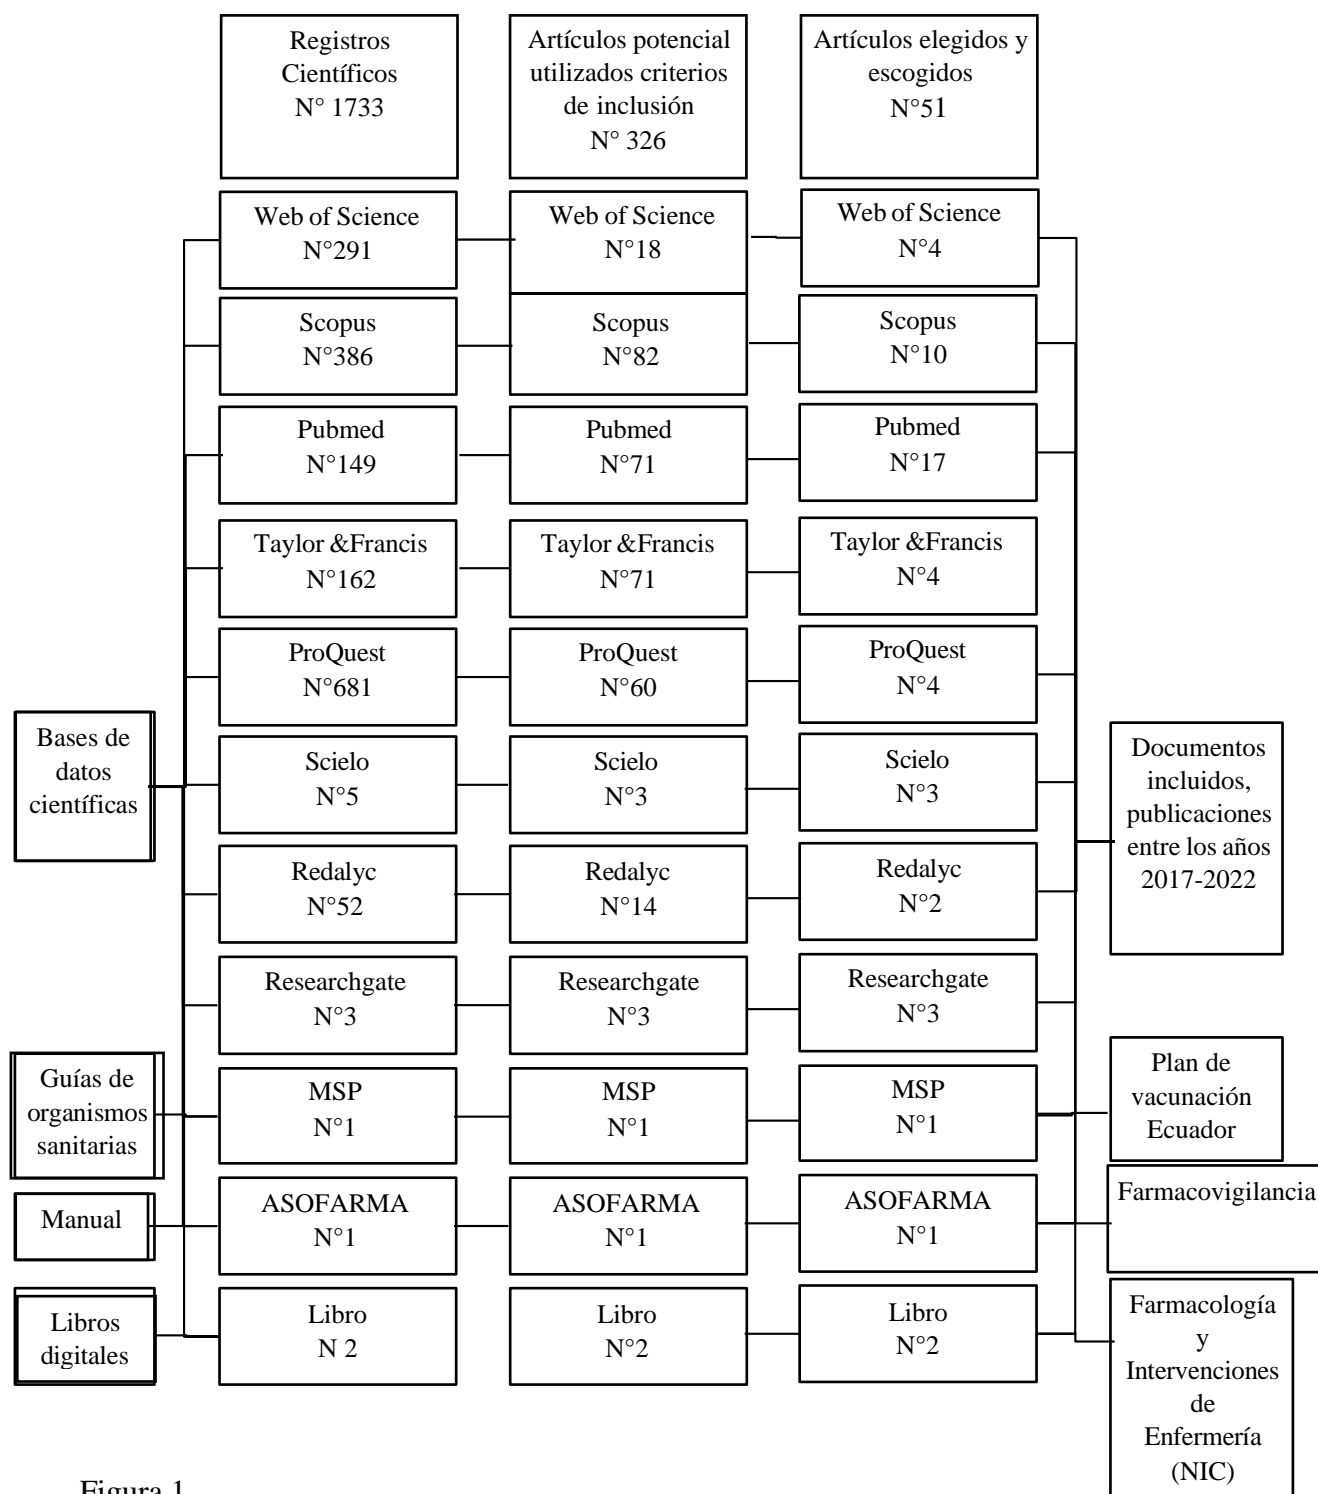 Registros
Científicos
N° 1733
Artículos potencial
utilizados criterios
de inclusión
N° 326
Artículos elegidos y
escogidos
N°51
Web of Science
N°291
Web of Science
N°18
Web of Science
N°4
Scopus
N°386
Scopus
N°82
Scopus
N°10
Pubmed
N°149
Pubmed
N°71
Pubmed
N°17
Taylor &Francis
N°162
Taylor &Francis
N°71
Taylor &Francis
N°4
ProQuest
N°681
ProQuest
N°60
ProQuest
N°4
Bases de
datos
científicas
Scielo
N°5
Scielo
N°3
Scielo
N°3
Documentos
incluidos,
publicaciones
entre los años
2017-2022
Redalyc
N°52
Redalyc
N°14
Redalyc
N°2
Researchgate
N°3
Researchgate
N°3
Researchgate
N°3
Guías de
organismos
sanitarias
MSP
N°1
MSP
N°1
MSP
N°1
Plan de
vacunación
Ecuador
Manual
ASOFARMA
N°1
ASOFARMA
N°1
ASOFARMA
N°1
Farmacovigilancia
Libros
digitales
Libro
N 2
Libro
N°2
Libro
N°2
Farmacología
y
Intervenciones
de
Enfermería
(NIC)
Figura 1